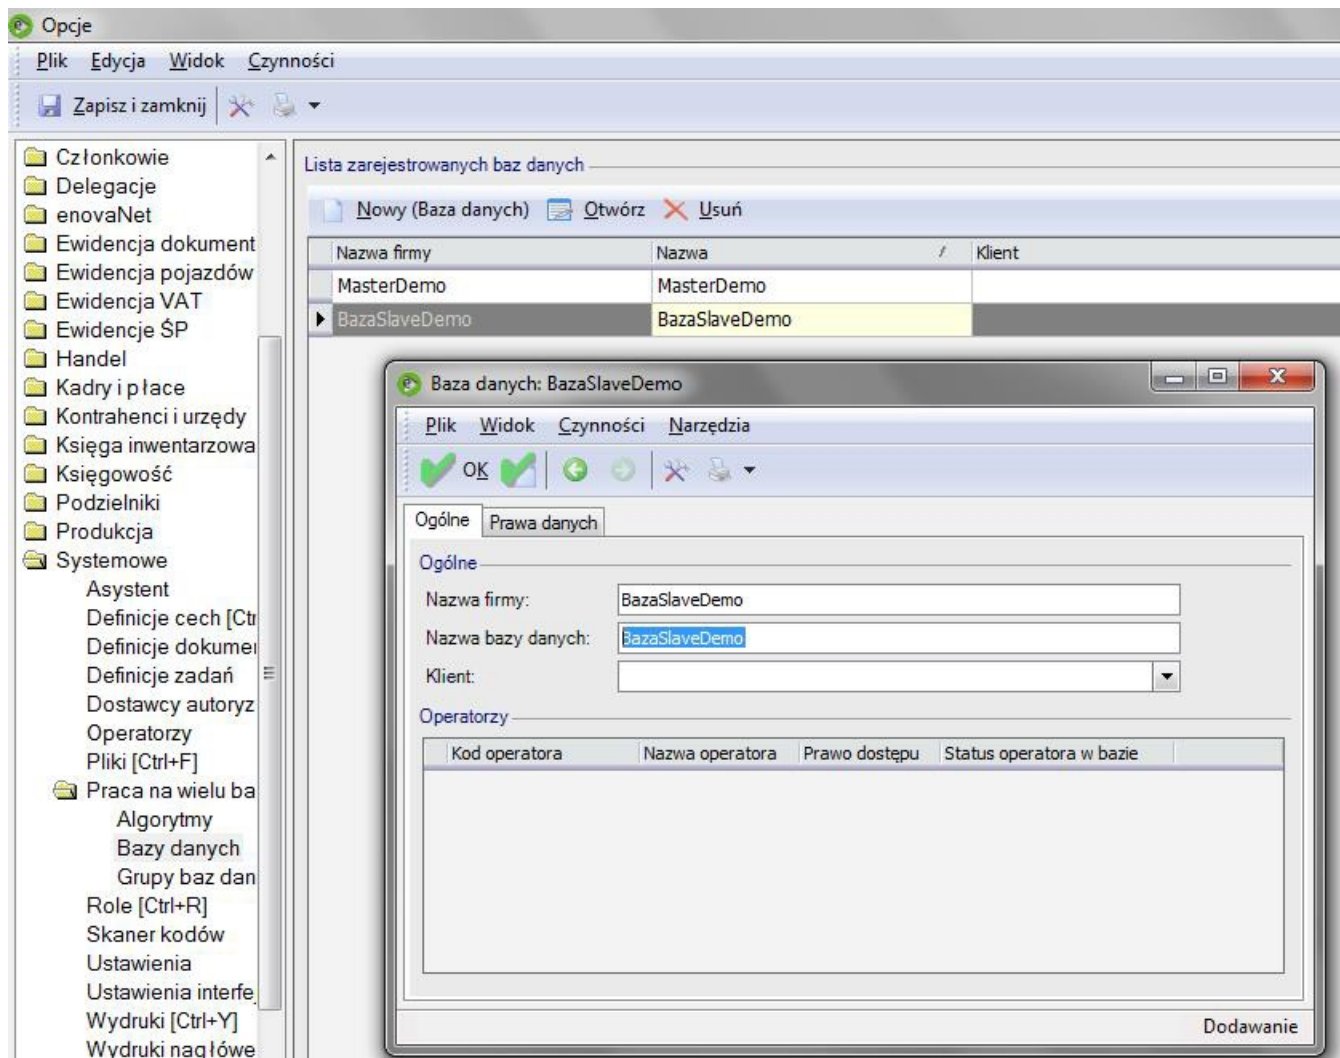 Opcje
Plik Edycja Widok Czynności
Zapisz i zamknij
Członkowie
Delegacje
enovaNet
Ewidencja dokument
Ewidencja pojazdów
Ewidencja VAT
Ewidencje ŚP
Handel
Kadry i płace
Kontrahenci i urzędy
Księga inwentarzowa
Księgowość
Podzielniki
Produkcja
Systemowe
Asystent
Definicje cech [Ctr
Definicje dokumer
Definicje zadań
Dostawcy autoryz
Operatorzy
Pliki [Ctrl+F]
Praca na wielu ba
Algorytmy
Bazy danych
Grupy baz dan
Role [Ctrl+R]
Skaner kodów
Ustawienia
Ustawienia interfe
Wydruki [Ctrl+Y]
Wydruki nagłówe
Lista zarejestrowanych baz danych
Nowy (Baza danych) Otwórz Usuń
Nazwa firmy Nazwa Klient
MasterDemo MasterDemo
BazaSlaveDemo BazaSlaveDemo
Baza danych: BazaSlaveDemo
Plik Widok Czynności Narzędzia
OK
Ogólne Prawa danych
Ogólne
Nazwa firmy: BazaSlaveDemo
Nazwa bazy danych: BazaSlaveDemo
Klient:
Operatorzy
Kod operatora Nazwa operatora Prawo dostępu Status operatora w bazie
Dodawanie